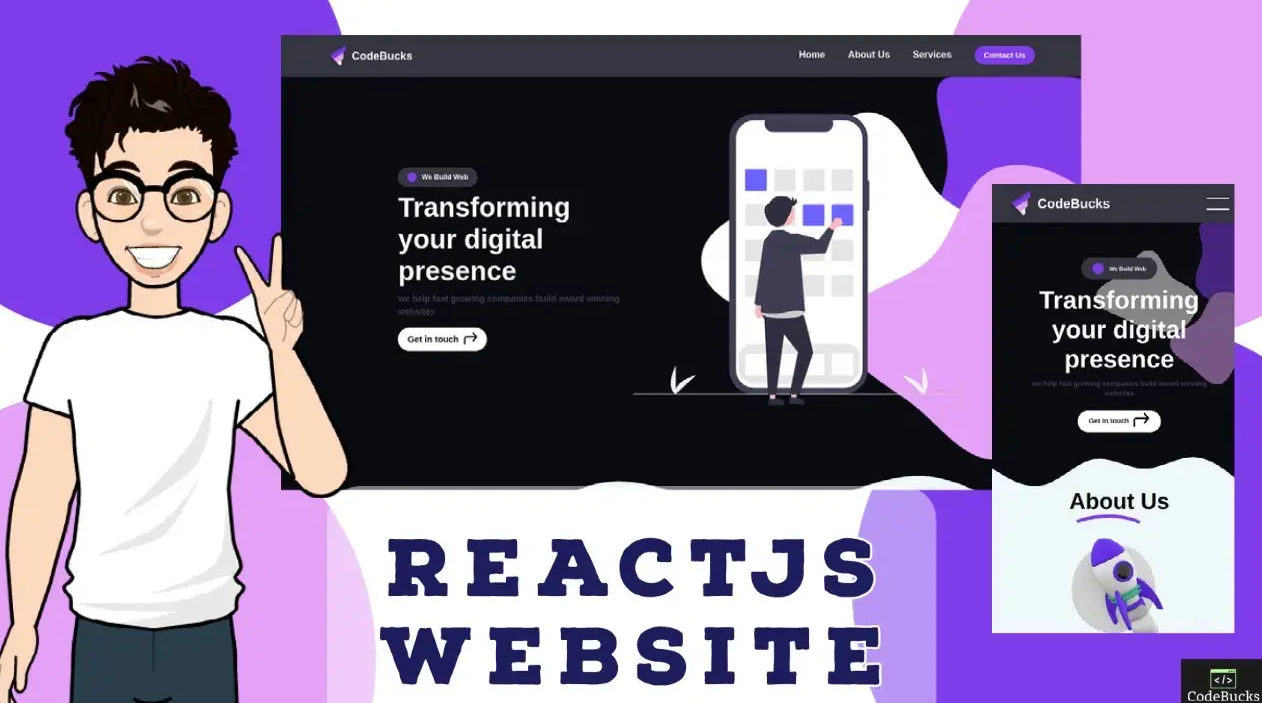 CodeBucks
Home About Us Services Contact Us
We Build Web
Transforming
your digital
presence
we help fast growing companies build award winning
websites
Get in touch
CodeBucks
We Build Web
Transforming
your digital
presence
we help fast growing companies build award winning
websites
Get in touch
About Us
REACTJS
WEBSITE
</>
CodeBucks